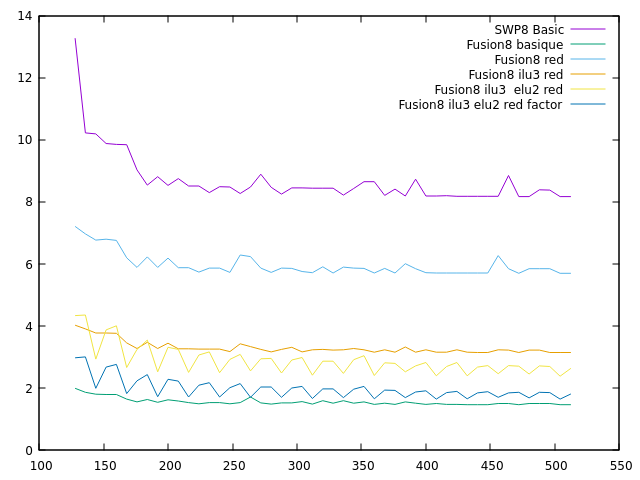 14
12
10
8
6
4
2
0
SWP8 Basic
Fusion8 basique
Fusion8 red
Fusion8 ilu3 red
Fusion8 ilu3  elu2 red
Fusion8 ilu3 elu2 red factor
100 150 200 250 300 350 400 450 500 550